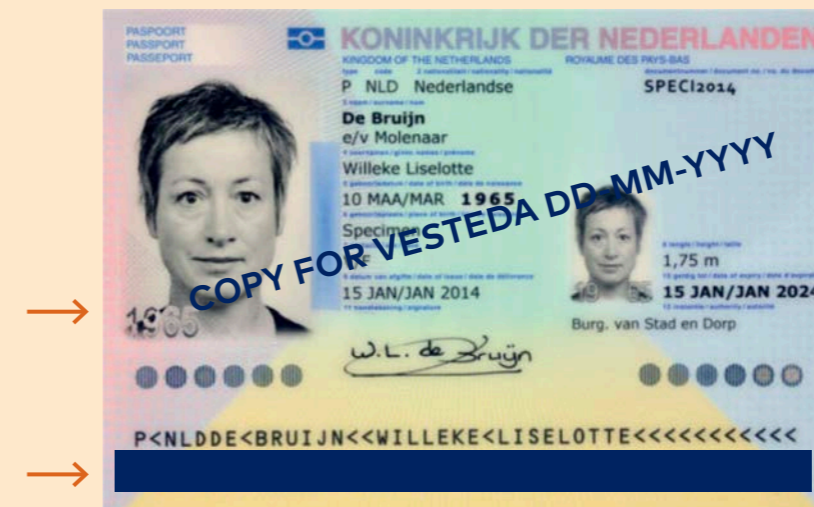 PASPOORT
PASSPORT
PASSEPORT
KONINKRIJK DER NEDERLANDEN
KINGDOM OF THE NETHERLANDS ROYAUME DES PAYS-BAS
P NLD Nederlandse SPECI2014
De Bruijn
e/v Molenaar
Willeke Liselotte
10 MAA/MAR 1965
Specimen
1,75 m
15 JAN/JAN 2014
15 JAN/JAN 2024
Burg. van Stad en Dorp
1965
W.L. de Bruijn
COPY FOR VESTEDA DD-MM-YYYY
P<NLDDE<BRUIJN<<WILLEKE<LISELOTTE<<<<<<<<<<<